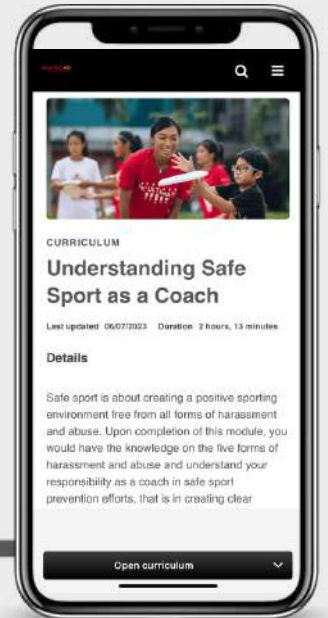 CURRICULUM
Understanding Safe
Sport as a Coach
Last updated 06/07/2023 Duration 2 hours, 13 minutes
Details
Safe sport is about creating a positive sporting
environment free from all forms of harassment
and abuse. Upon completion of this module, you
would have the knowledge on the five forms of
harassment and abuse and understand your
responsibility as a coach in safe sport
prevention efforts, that is in creating clear
Open curriculum